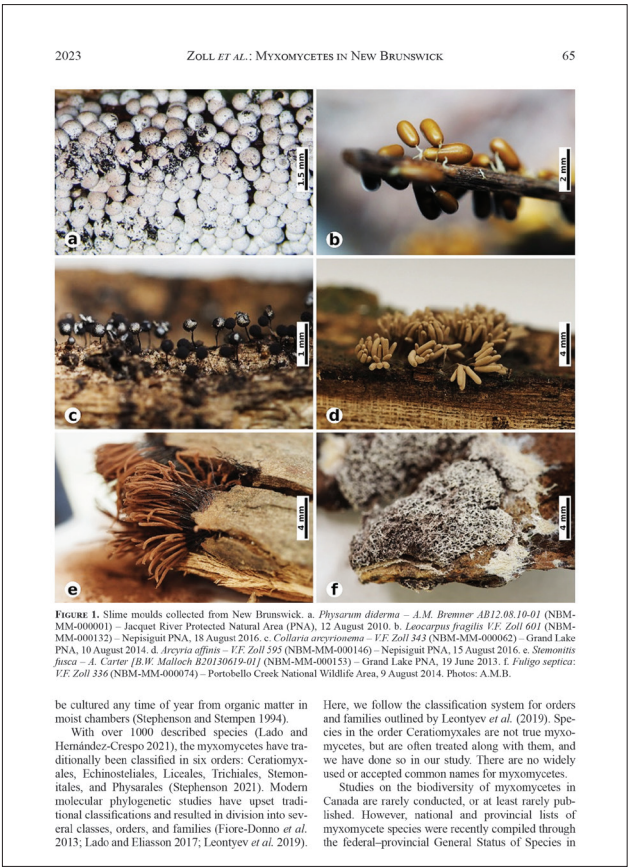 2023 ZOLL ET AL.: MYXOMYCETES IN NEW BRUNSWICK 65
1.5 mm
a
2 mm
b
1 mm
c
4 mm
d
4 mm
e
4 mm
f
FIGURE 1. Slime moulds collected from New Brunswick. a. Physarum diderma – A.M. Bremner AB12.08.10-01 (NBM-
MM-000001) – Jacquet River Protected Natural Area (PNA), 12 August 2010. b. Leocarpus fragilis V.F. Zoll 601 (NBM-
MM-000132) – Nepisiguit PNA, 18 August 2016. c. Collaria arcyrionema – V.F. Zoll 343 (NBM-MM-000062) – Grand Lake
PNA, 10 August 2014. d. Arcyria affinis – V.F. Zoll 595 (NBM-MM-000146) – Nepisiguit PNA, 15 August 2016. e. Stemonitis
fusca – A. Carter [B.W. Malloch B20130619-01] (NBM-MM-000153) – Grand Lake PNA, 19 June 2013. f. Fuligo septica:
V.F. Zoll 336 (NBM-MM-000074) – Portobello Creek National Wildlife Area, 9 August 2014. Photos: A.M.B.
be cultured any time of year from organic matter in
moist chambers (Stephenson and Stempen 1994).
With over 1000 described species (Lado and
Hernández-Crespo 2021), the myxomycetes have tra-
ditionally been classified in six orders: Ceratiomyx-
ales, Echinosteliales, Liceales, Trichiales, Stemon-
itales, and Physarales (Stephenson 2021). Modern
molecular phylogenetic studies have upset tradi-
tional classifications and resulted in division into sev-
eral classes, orders, and families (Fiore-Donno et al.
2013; Lado and Eliasson 2017; Leontyev et al. 2019).
Here, we follow the classification system for orders
and families outlined by Leontyev et al. (2019). Spe-
cies in the order Ceratiomyxales are not true myxo-
mycetes, but are often treated along with them, and
we have done so in our study. There are no widely
used or accepted common names for myxomycetes.
Studies on the biodiversity of myxomycetes in
Canada are rarely conducted, or at least rarely pub-
lished. However, national and provincial lists of
myxomycete species were recently compiled through
the federal–provincial General Status of Species in